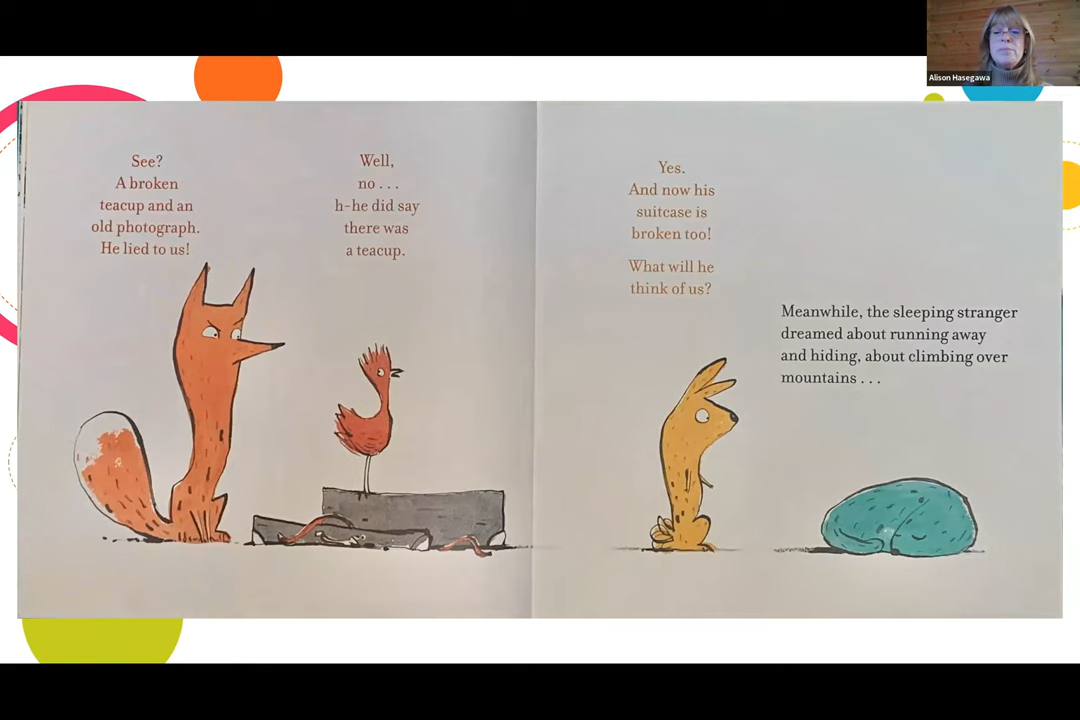 Alison Hasegawa
See?
A broken
teacup and an
old photograph.
He lied to us!
Well,
no . . .
h-he did say
there was
a teacup.
Yes.
And now his
suitcase is
broken too!
What will he
think of us?
Meanwhile, the sleeping stranger
dreamed about running away
and hiding, about climbing over
mountains . . .